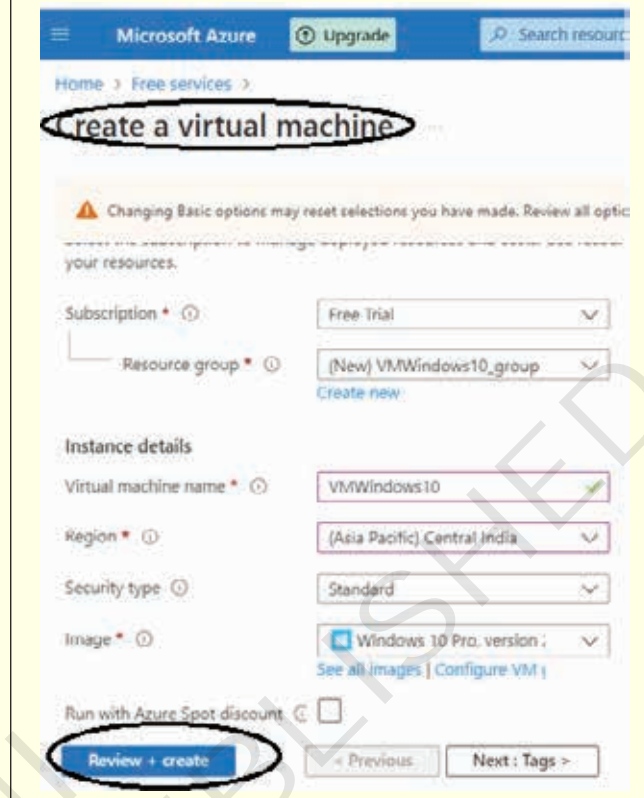 Microsoft Azure Upgrade Search resourc
Home > Free services >
Create a virtual machine
Changing Basic options may reset selections you have made. Review all optic
your resources.
Subscription *
Free Trial
Resource group *
(New) VMWindows10_group
Create new
Instance details
Virtual machine name *
VMWindows10
Region *
(Asia Pacific) Central India
Security type
Standard
Image *
Windows 10 Pro, version
See all images | Configure VM
Run with Azure Spot discount
Review + create < Previous Next : Tags >